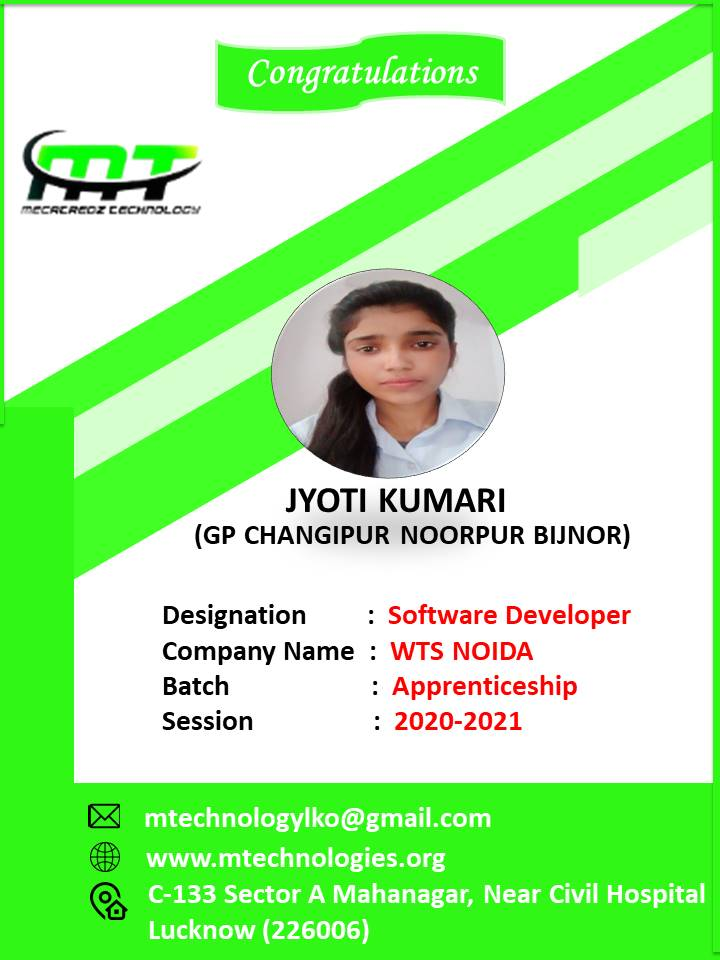 Congratulations
MT
MECATREDZ TECHNOLOGY
JYOTI KUMARI
(GP CHANGIPUR NOORPUR BIJNOR)
Designation : Software Developer
Company Name : WTS NOIDA
Batch : Apprenticeship
Session : 2020-2021
mtechnologylko@gmail.com
www.mtechnologies.org
C-133 Sector A Mahanagar, Near Civil Hospital
Lucknow (226006)